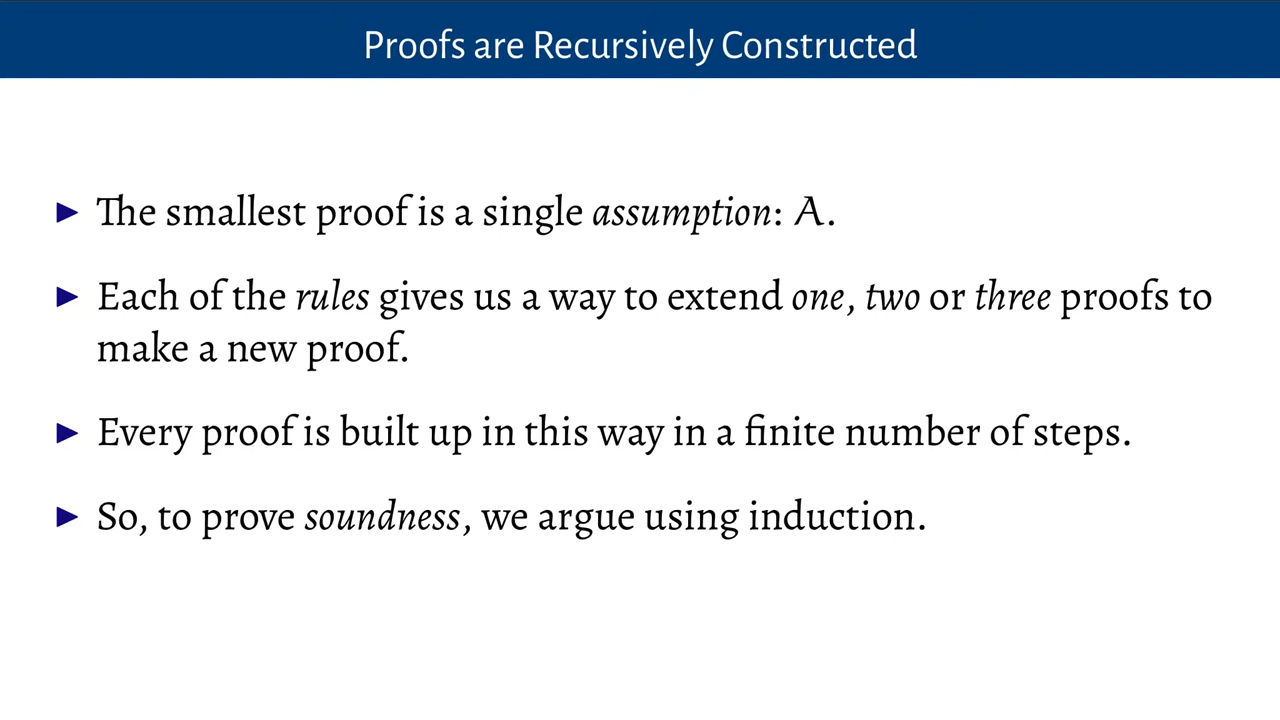 Proofs are Recursively Constructed
▶ The smallest proof is a single assumption: A.
▶ Each of the rules gives us a way to extend one, two or three proofs to
make a new proof.
▶ Every proof is built up in this way in a finite number of steps.
▶ So, to prove soundness, we argue using induction.